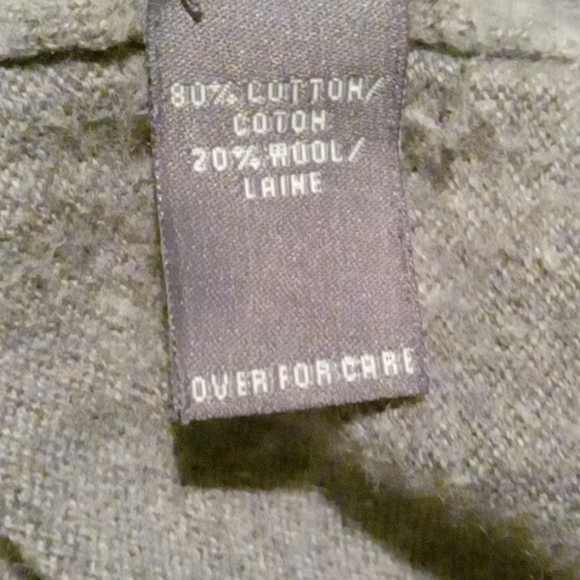 80% COTTON/
COTON
20% WOOL/
LAINE
OVER FOR CARE